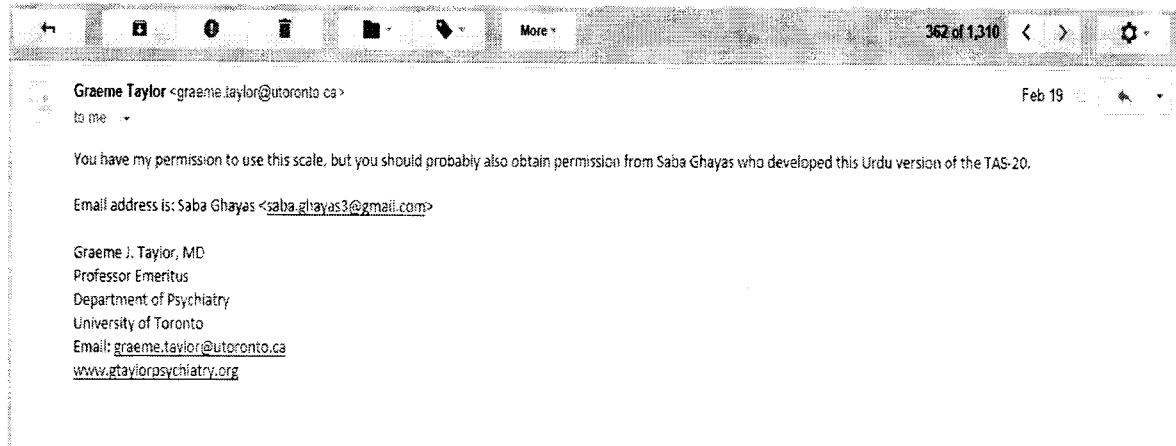 More
362 of 1,310
Graeme Taylor <graeme.taylor@utoronto.ca>
Feb 19
to me
You have my permission to use this scale, but you should probably also obtain permission from Saba Ghayas who developed this Urdu version of the TAS-20.
Email address is: Saba Ghayas <saba.ghayas3@gmail.com>
Graeme J. Taylor, MD
Professor Emeritus
Department of Psychiatry
University of Toronto
Email: graeme.taylor@utoronto.ca
www.gtaylorpsychiatry.org